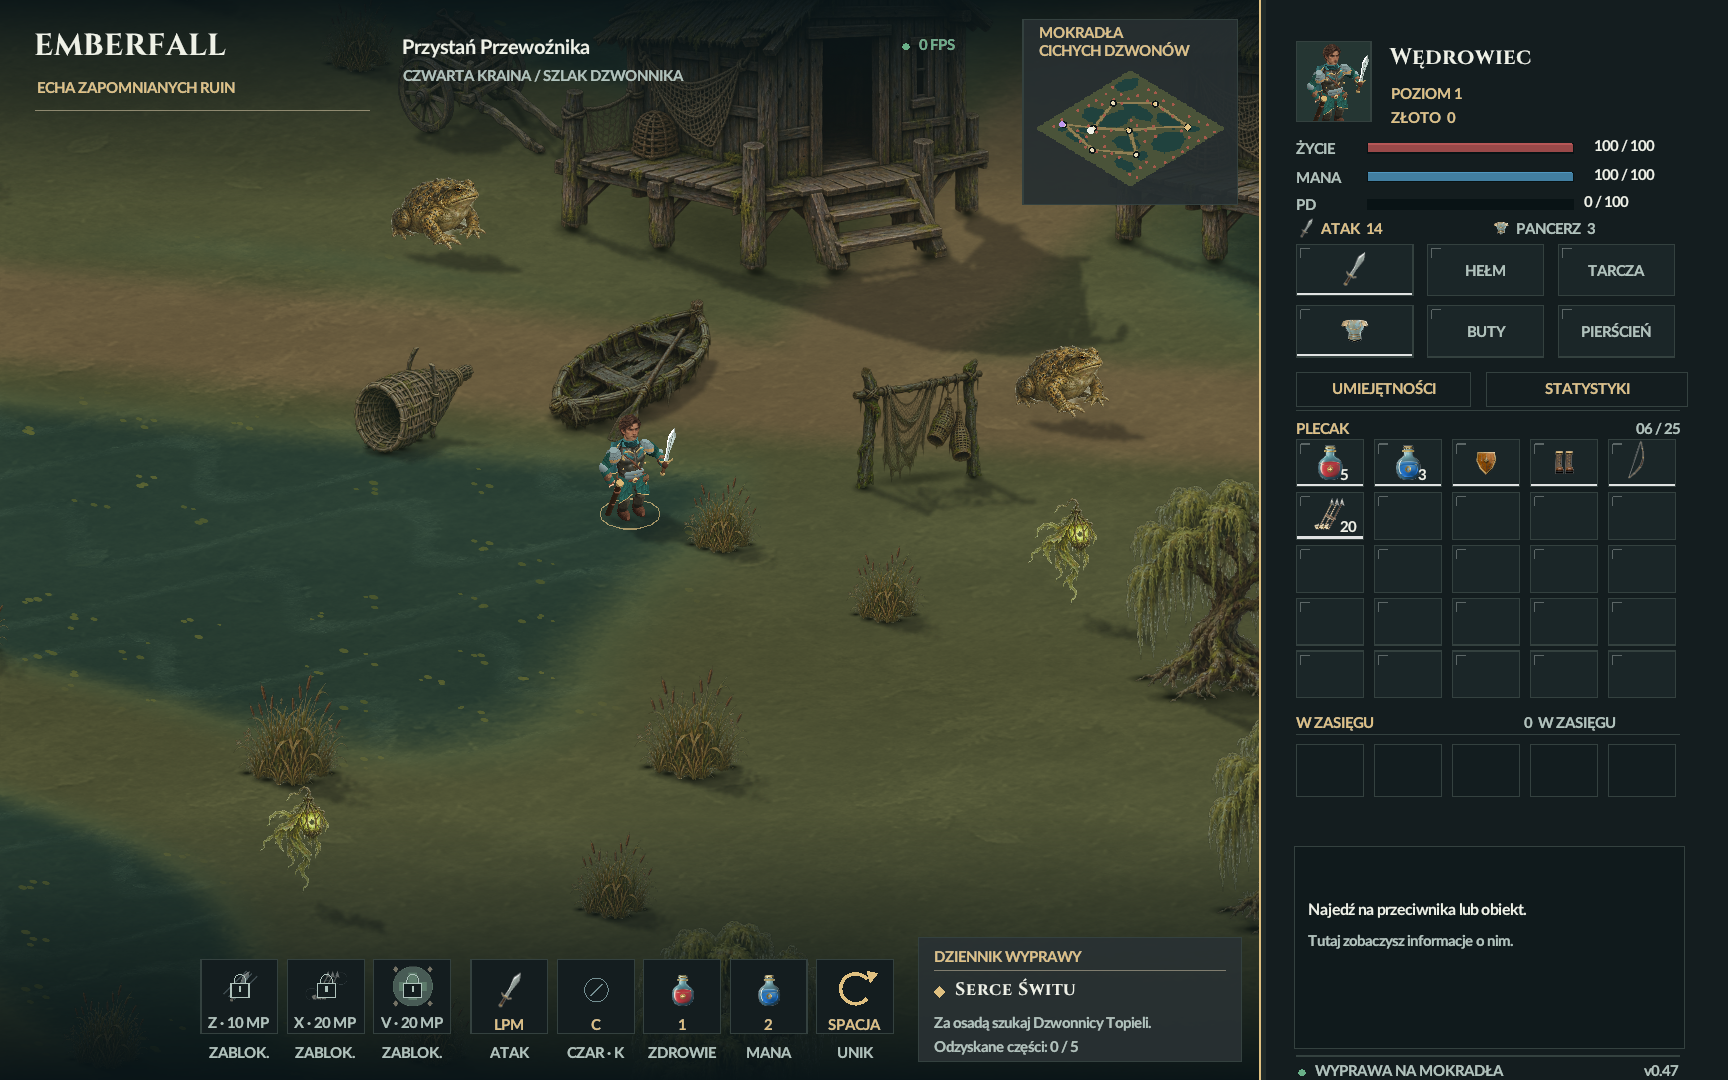 EMBERFALL
ECHA ZAPOMNIANYCH RUIN
Przystań Przewoźnika
CZWARTA KRAINA / SZLAK DZWONNIKA
0 FPS
MOKRADŁA
CICHYCH DZWONÓW
Wędrowiec
POZIOM 1
ZŁOTO 0
ŻYCIE 100 / 100
MANA 100 / 100
PD 0 / 100
ATAK 14
PANCERZ 3
HEŁM
TARCZA
BUTY
PIERŚCIEŃ
UMIEJĘTNOŚCI
STATYSTYKI
PLECAK
06 / 25
5
3
20
W ZASIĘGU
0 W ZASIĘGU
Najedź na przeciwnika lub obiekt.
Tutaj zobaczysz informacje o nim.
WYPRAWA NA MOKRADŁA
v0.47
Z · 10 MP
ZABLOK.
X · 20 MP
ZABLOK.
V · 20 MP
ZABLOK.
LPM
ATAK
C
CZAR · K
1
ZDROWIE
2
MANA
SPACJA
UNIK
DZIENNIK WYPRAWY
Serce Świtu
Za osadą szukaj Dzwonnicy Topieli.
Odzyskane części: 0 / 5